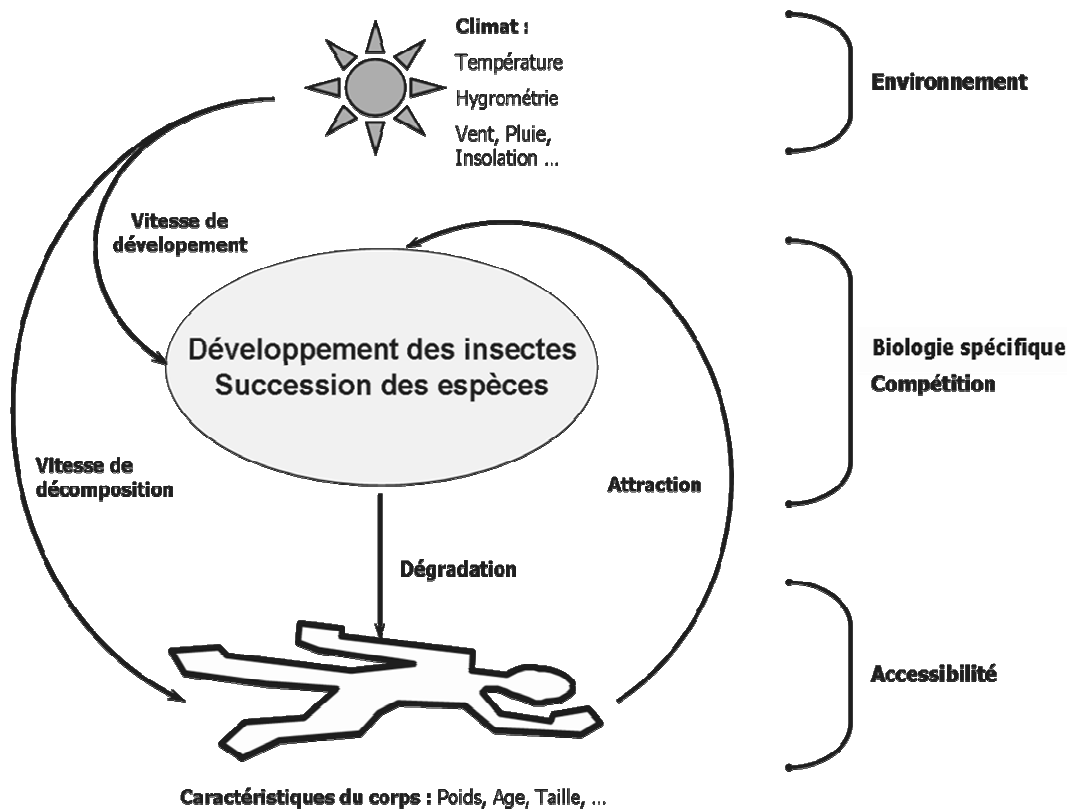 Climat :
Température
Hygrométrie
Vent, Pluie,
Insolation ...
Environnement
Vitesse de
dévelopement
Développement des insectes
Succession des espèces
Biologie spécifique
Compétition
Vitesse de
décomposition
Attraction
Dégradation
Accessibilité
Caractéristiques du corps : Poids, Age, Taille, ...